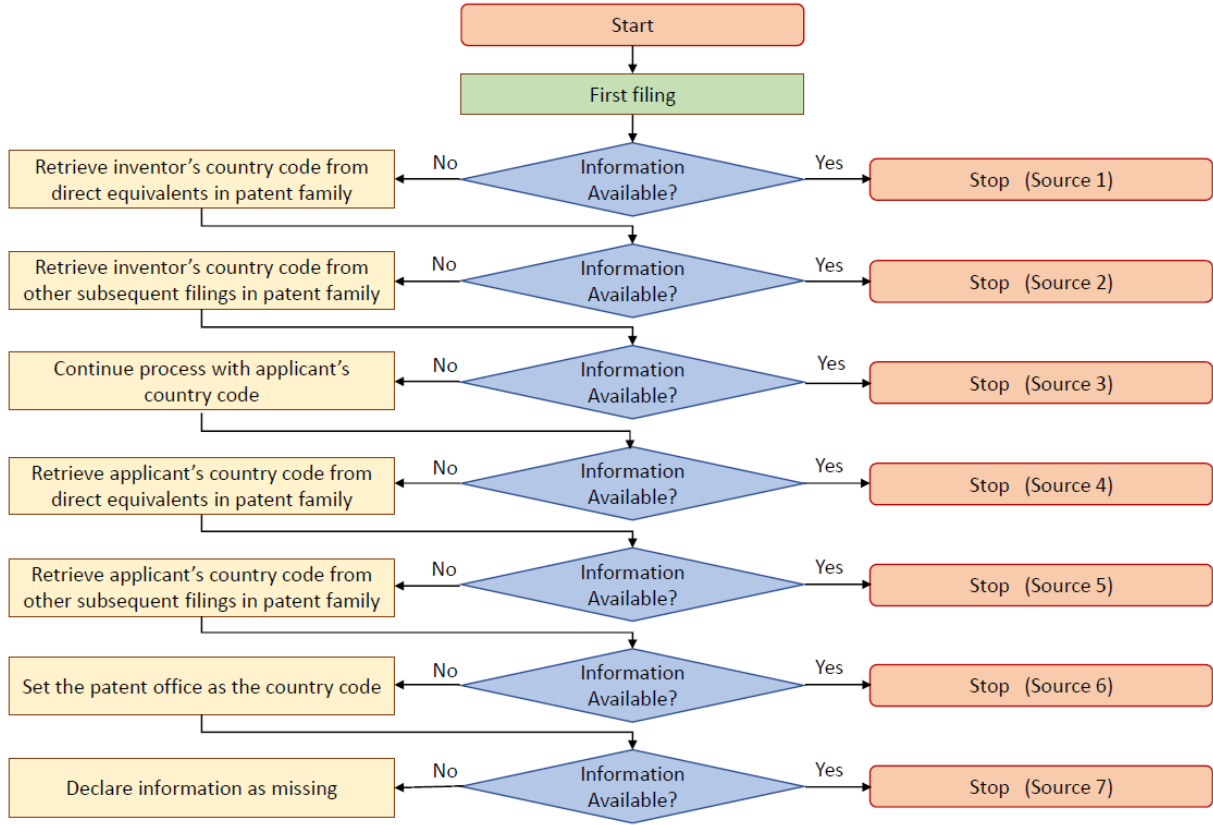 Start
First filing
Retrieve inventor's country code from
direct equivalents in patent family
No
Information
Available?
Yes
Stop (Source 1)
Retrieve inventor's country code from
other subsequent filings in patent family
No
Information
Available?
Yes
Stop (Source 2)
Continue process with applicant's
country code
No
Information
Available?
Yes
Stop (Source 3)
Retrieve applicant's country code from
direct equivalents in patent family
No
Information
Available?
Yes
Stop (Source 4)
Retrieve applicant's country code from
other subsequent filings in patent family
No
Information
Available?
Yes
Stop (Source 5)
Set the patent office as the country code
No
Information
Available?
Yes
Stop (Source 6)
Declare information as missing
No
Information
Available?
Yes
Stop (Source 7)